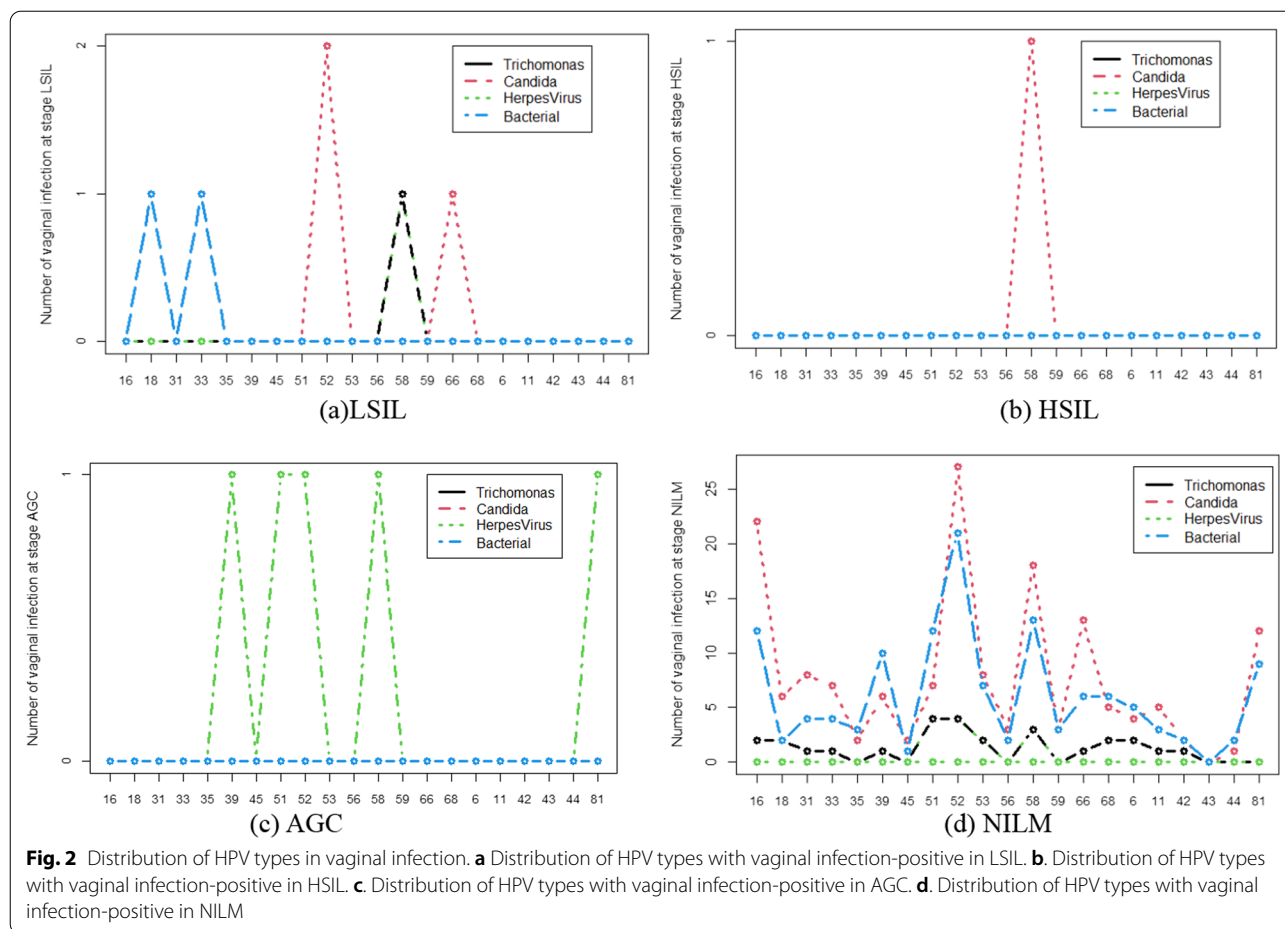 Number of vaginal infection at stage LSIL
2
1
0
Trichomonas
Candida
HerpesVirus
Bacterial
16 18 31 33 35 39 45 51 52 53 56 58 59 66 68 6 11 42 43 44 81
(a)LSIL
Number of vaginal infection at stage HSIL
1
0
Trichomonas
Candida
HerpesVirus
Bacterial
16 18 31 33 35 39 45 51 52 53 56 58 59 66 68 6 11 42 43 44 81
(b) HSIL
Number of vaginal infection at stage AGC
1
0
Trichomonas
Candida
HerpesVirus
Bacterial
16 18 31 33 35 39 45 51 52 53 56 58 59 66 68 6 11 42 43 44 81
(c) AGC
Number of vaginal infection at stage NILM
25
20
15
10
5
0
Trichomonas
Candida
HerpesVirus
Bacterial
16 18 31 33 35 39 45 51 52 53 56 58 59 66 68 6 11 42 43 44 81
(d) NILM
Fig. 2 Distribution of HPV types in vaginal infection. a Distribution of HPV types with vaginal infection-positive in LSIL. b. Distribution of HPV types
with vaginal infection-positive in HSIL. c. Distribution of HPV types with vaginal infection-positive in AGC. d. Distribution of HPV types with vaginal
infection-positive in NILM